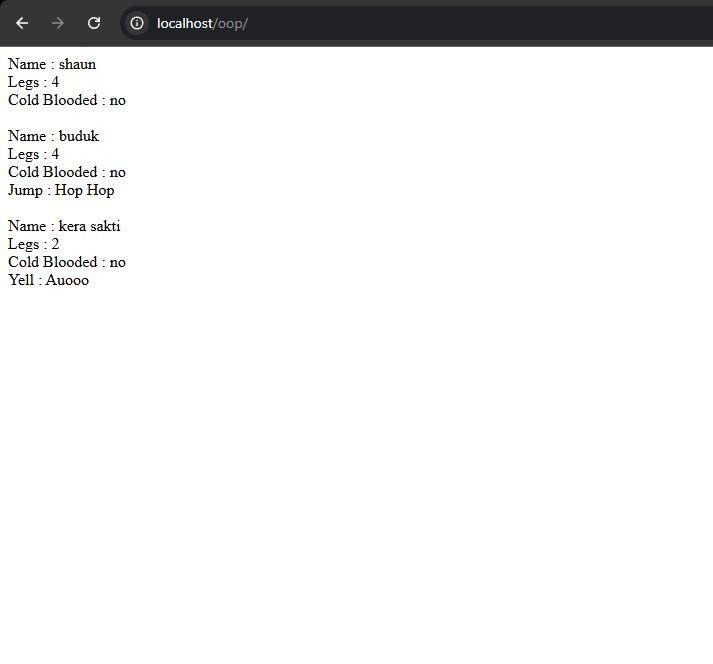 localhost/oop/
Name : shaun
Legs : 4
Cold Blooded : no
Name : buduk
Legs : 4
Cold Blooded : no
Jump : Hop Hop
Name : kera sakti
Legs : 2
Cold Blooded : no
Yell : Auooo